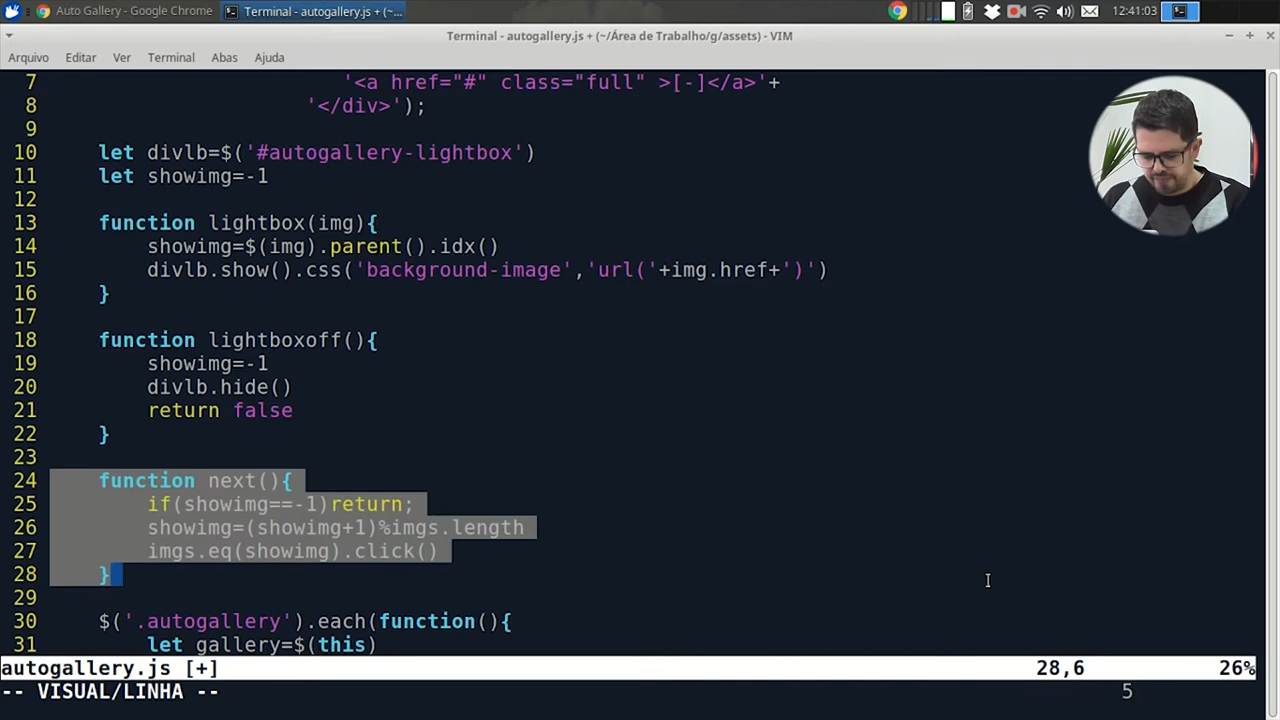 Auto Gallery - Google Chrome
Terminal - autogallery.js + (~...
12:41:03
Terminal - autogallery.js + (~/Área de Trabalho/g/assets) - VIM
Arquivo Editar Ver Terminal Abas Ajuda
7 '<a href="#" class="full" >[-]</a>'+
8 '</div>');
9
10 let divlb=$('#autogallery-lightbox')
11 let showimg=-1
12
13 function lightbox(img){
14 showimg=$(img).parent().idx()
15 divlb.show().css('background-image','url('+img.href+')')
16 }
17
18 function lightboxoff(){
19 showimg=-1
20 divlb.hide()
21 return false
22 }
23
24 function next(){
25 if(showimg==-1)return;
26 showimg=(showimg+1)%imgs.length
27 imgs.eq(showimg).click()
28 }
29
30 $('.autogallery').each(function(){
31 let gallery=$(this)
autogallery.js [+] 28,6 26%
-- VISUAL/LINHA -- 5